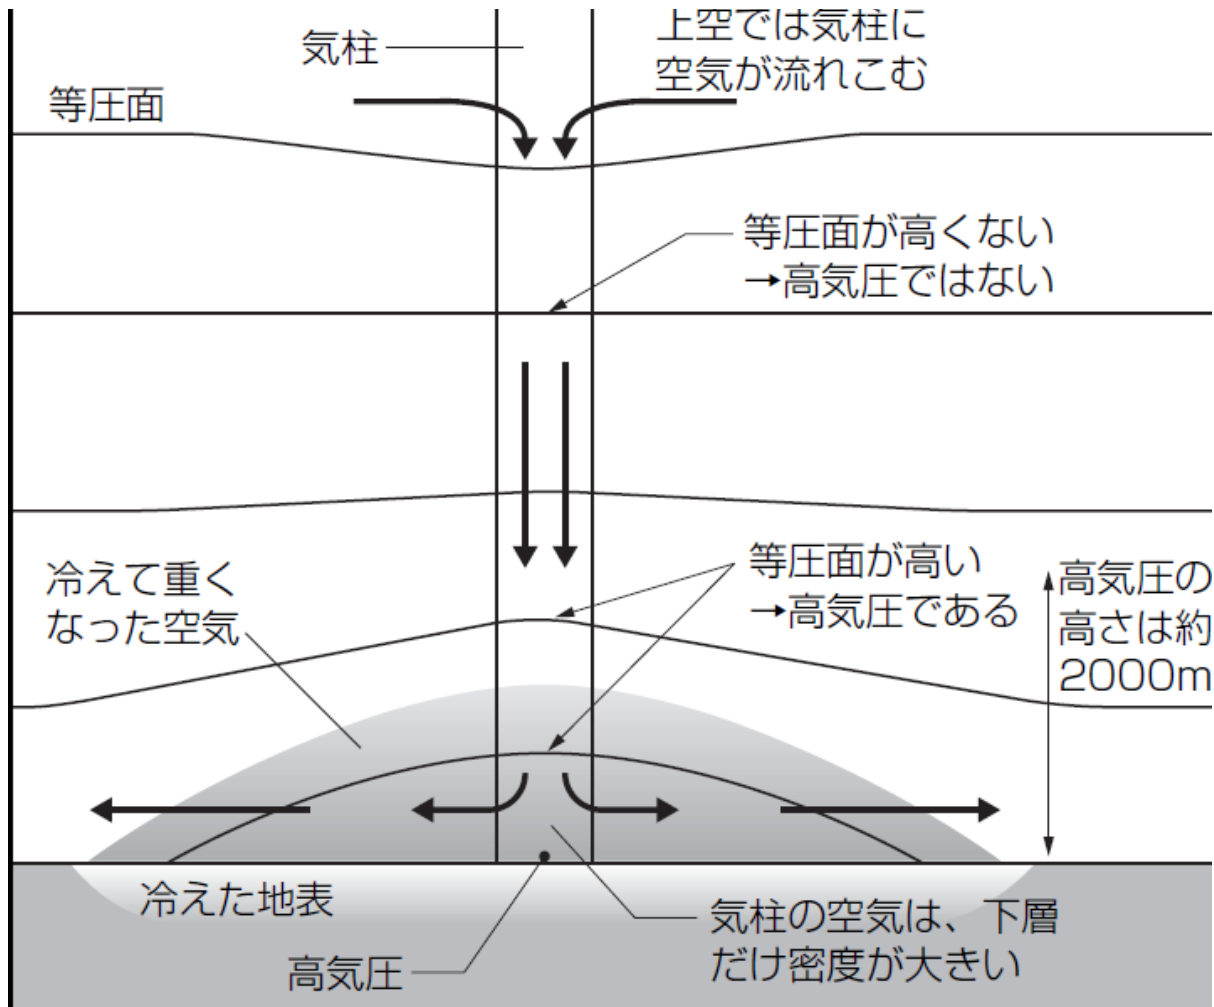 気柱
上空では気柱に
空気が流れこむ
等圧面
等圧面が高くない
→高気圧ではない
冷えて重く
なった空気
等圧面が高い
→高気圧である
高気圧の
高さは約
2000m
冷えた地表
気柱の空気は、下層
だけ密度が大きい
高気圧